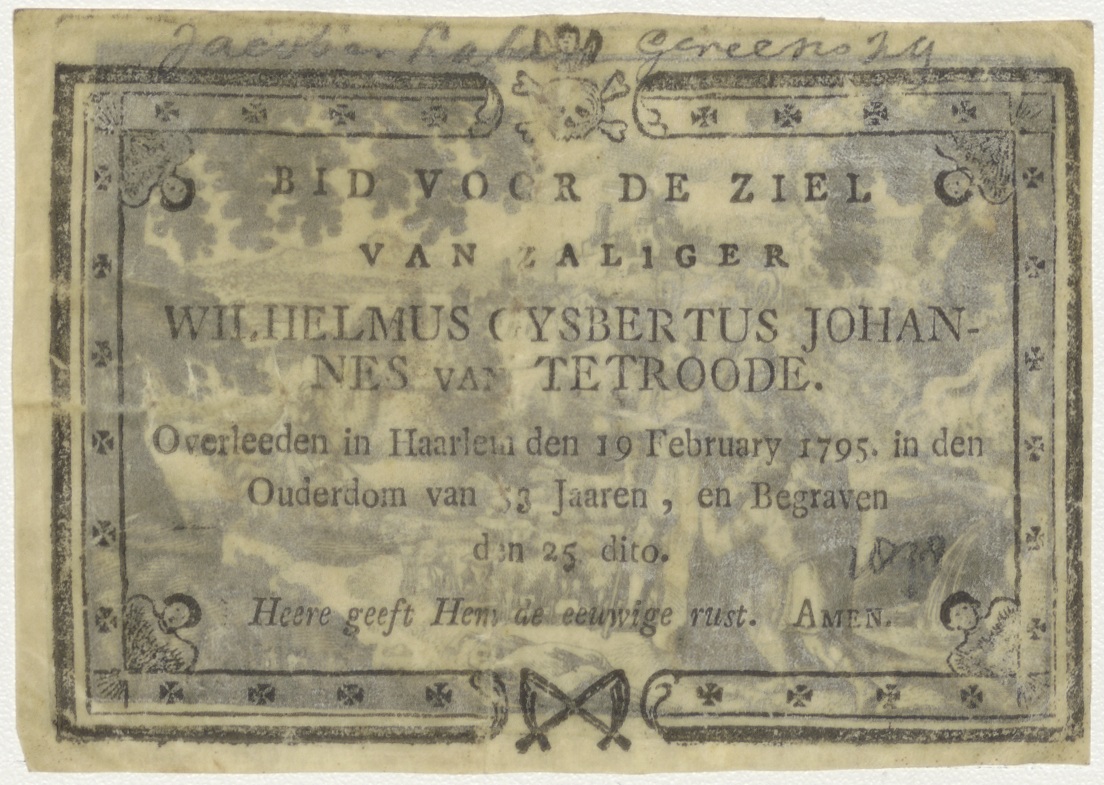 BID VOOR DE ZIEL
VAN ZALIGER
WILHELMUS GYSBERTUS JOHAN-
NES VAN TETROODE.
Overleeden in Haarlem den 19 February 1795. in den
Ouderdom van 53 Jaaren, en Begraven
den 25 dito.
Heere geeft Hem de eeuwige rust. AMEN.